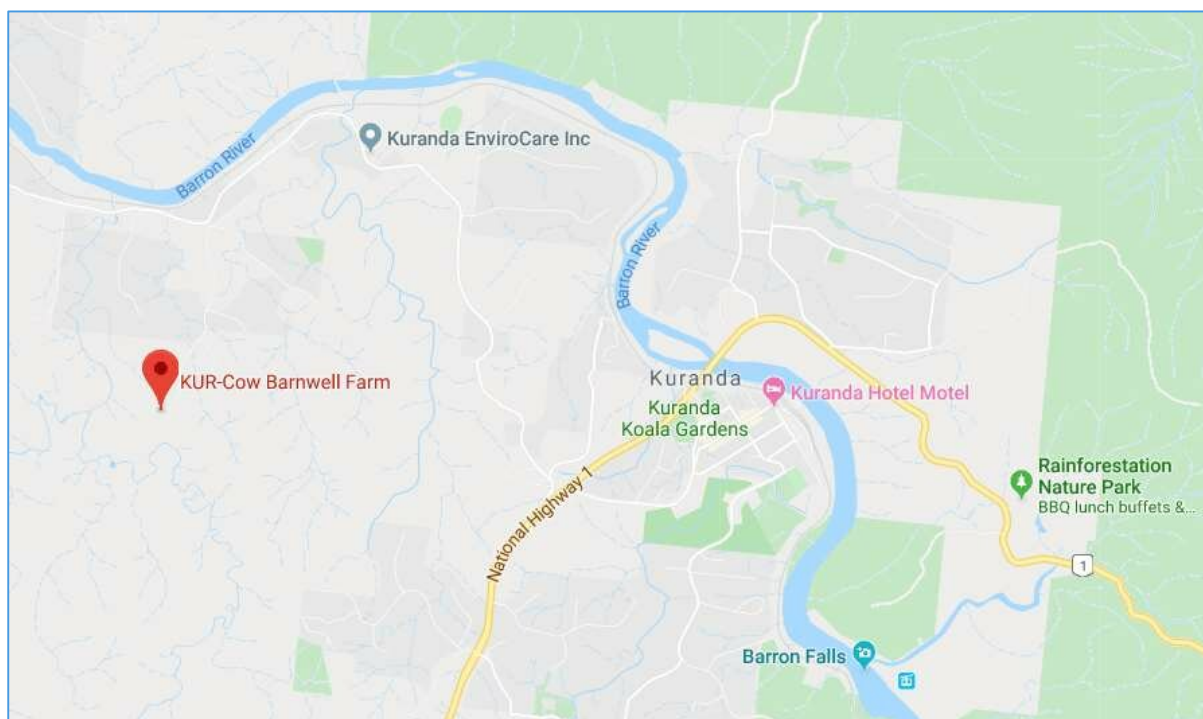 Barron River
Kuranda EnviroCare Inc
Barron River
KUR-Cow Barnwell Farm
Kuranda
Kuranda Hotel Motel
Kuranda
Koala Gardens
Rainforestation
Nature Park
BBQ lunch buffets &...
National Highway 1
1
Barron Falls